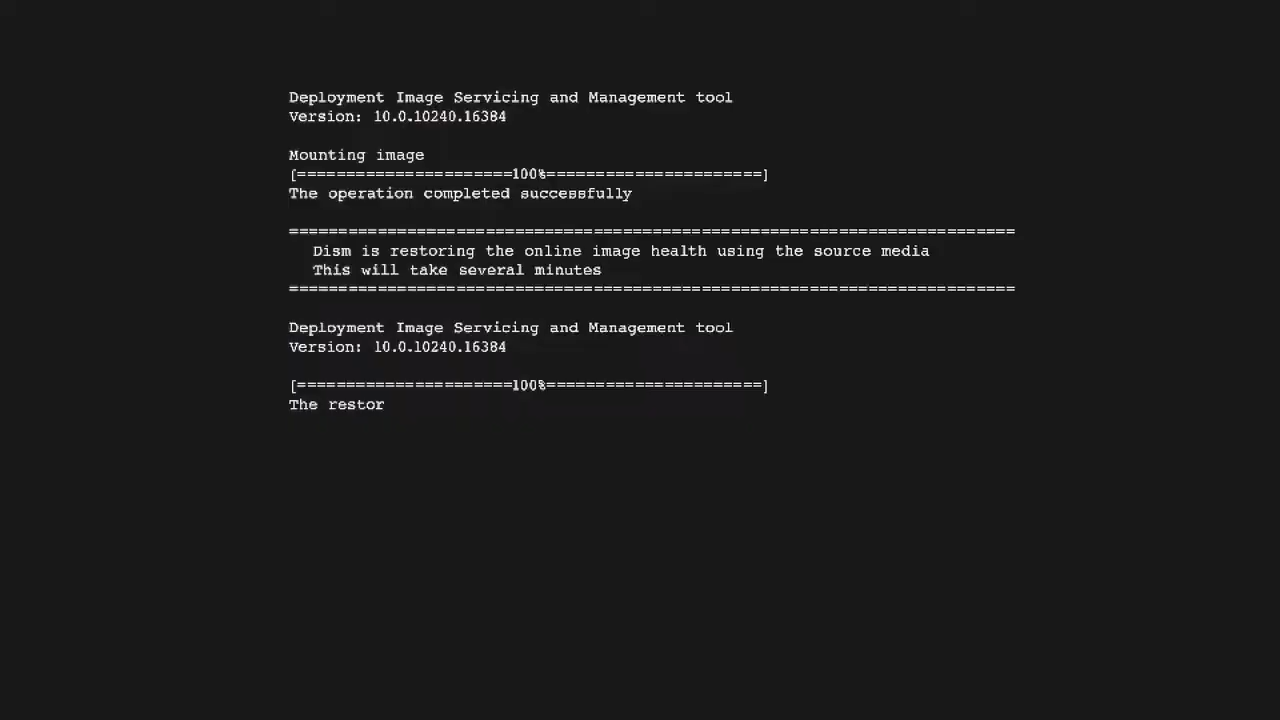 Deployment Image Servicing and Management tool
Version: 10.0.10240.16384
Mounting image
[======================100%======================]
The operation completed successfully
===========================================================================
Dism is restoring the online image health using the source media
This will take several minutes
===========================================================================
Deployment Image Servicing and Management tool
Version: 10.0.10240.16384
[======================100%======================]
The restor